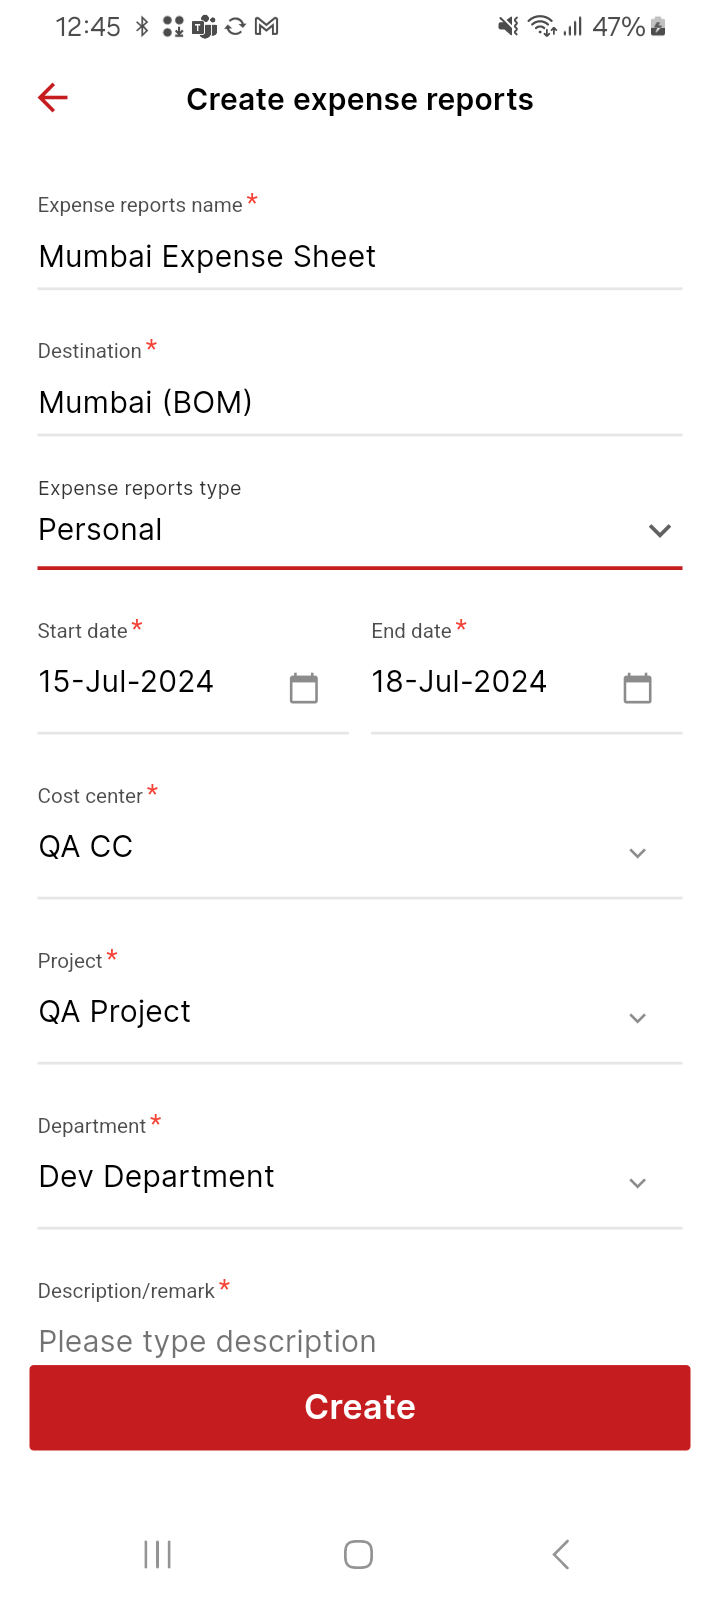 12:45 47%
Create expense reports
Expense reports name *
Mumbai Expense Sheet
Destination *
Mumbai (BOM)
Expense reports type
Personal
Start date * End date *
15-Jul-2024 18-Jul-2024
Cost center *
QA CC
Project *
QA Project
Department *
Dev Department
Description/remark *
Please type description
Create